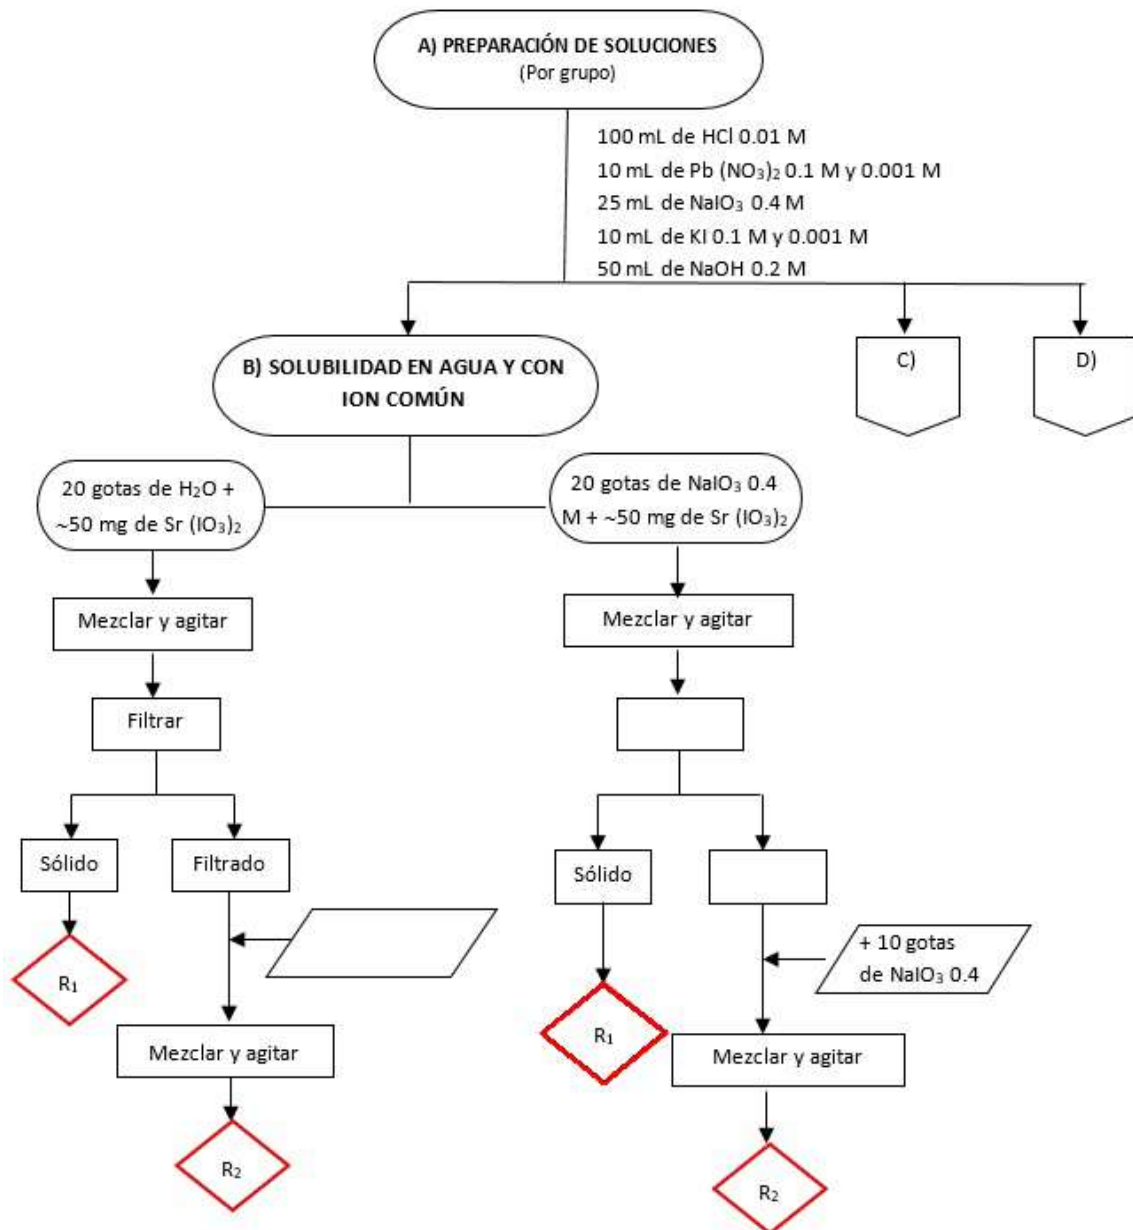 A) PREPARACIÓN DE SOLUCIONES
(Por grupo)
100 mL de HCl 0.01 M
10 mL de Pb (NO₃)₂ 0.1 M y 0.001 M
25 mL de NaIO₃ 0.4 M
10 mL de KI 0.1 M y 0.001 M
50 mL de NaOH 0.2 M
B) SOLUBILIDAD EN AGUA Y CON
ION COMÚN
C)
D)
20 gotas de H₂O +
~50 mg de Sr (IO₃)₂
Mezclar y agitar
Filtrar
Sólido
Filtrado
R₁
Mezclar y agitar
R₂
20 gotas de NaIO₃ 0.4
M + ~50 mg de Sr (IO₃)₂
Mezclar y agitar
Sólido
+ 10 gotas
de NaIO₃ 0.4
R₁
Mezclar y agitar
R₂